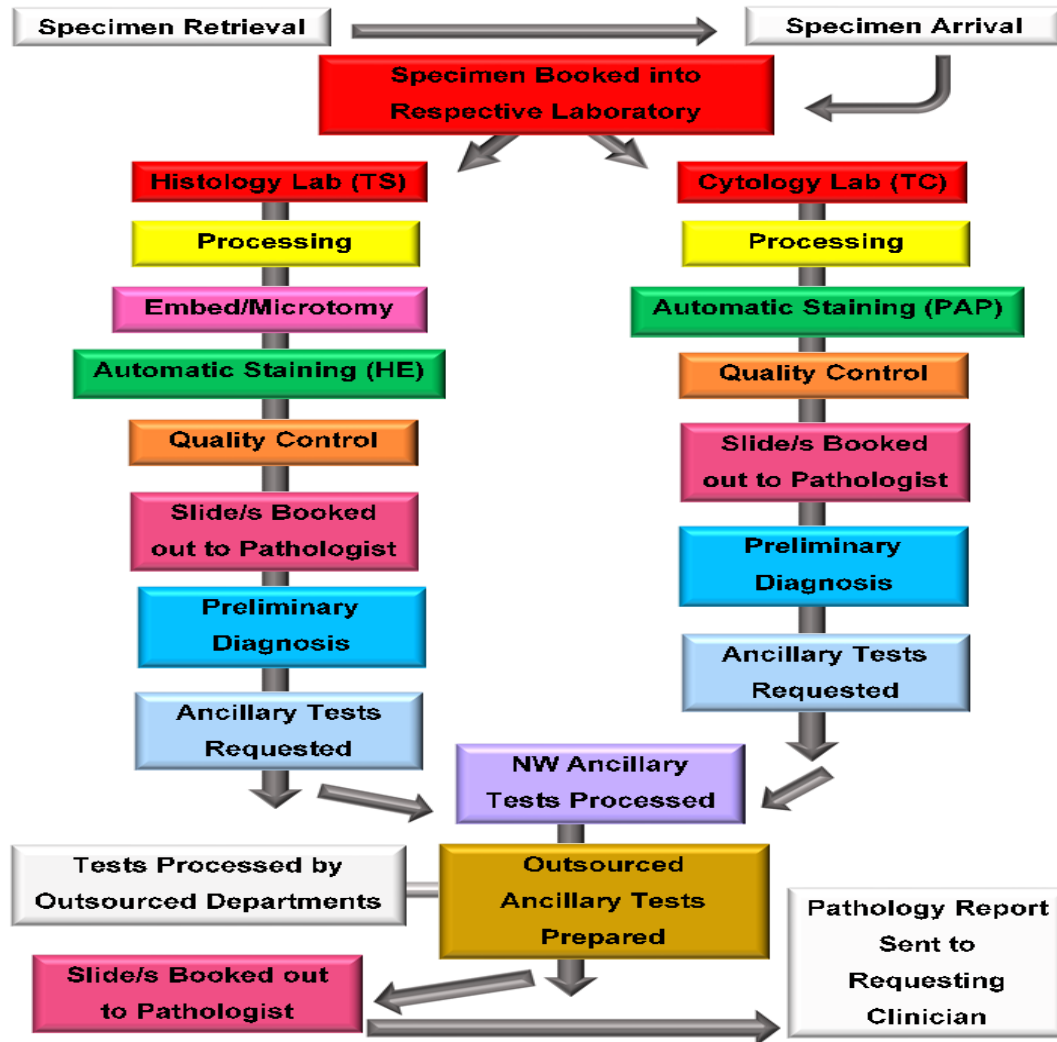 Specimen Retrieval
Specimen Arrival
Specimen Booked into
Respective Laboratory
Histology Lab (TS)
Processing
Embed/Microtomy
Automatic Staining (HE)
Quality Control
Slide/s Booked
out to Pathologist
Preliminary
Diagnosis
Ancillary Tests
Requested
Cytology Lab (TC)
Processing
Automatic Staining (PAP)
Quality Control
Slide/s Booked
out to Pathologist
Preliminary
Diagnosis
Ancillary Tests
Requested
NW Ancillary
Tests Processed
Tests Processed by
Outsourced Departments
Outsourced
Ancillary Tests
Prepared
Slide/s Booked out
to Pathologist
Pathology Report
Sent to
Requesting
Clinician